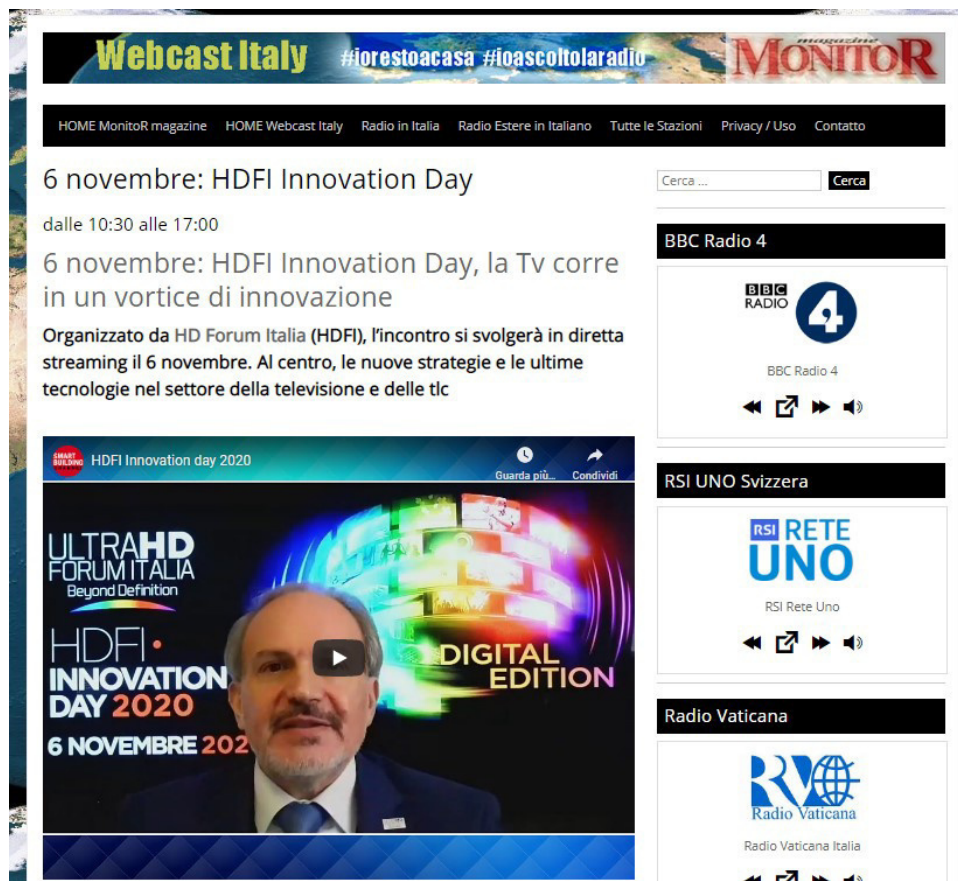 Webcast Italy #iorestoacasa #ioascoltolaradio magazine MONITOR
HOME MonitoR magazine HOME Webcast Italy Radio in Italia Radio Estere in Italiano Tutte le Stazioni Privacy / Uso Contatto
6 novembre: HDFI Innovation Day
dalle 10:30 alle 17:00
6 novembre: HDFI Innovation Day, la Tv corre
in un vortice di innovazione
Organizzato da HD Forum Italia (HDFI), l’incontro si svolgerà in diretta
streaming il 6 novembre. Al centro, le nuove strategie e le ultime
tecnologie nel settore della televisione e delle tlc
SMART
BUILDING
HDFI Innovation day 2020
Guarda più... Condividi
ULTRAHD
FORUMITALIA
Beyond Definition
HDFI•
INNOVATION
DAY 2020
6 NOVEMBRE 202
DIGITAL
EDITION
Cerca ... Cerca
BBC Radio 4
BBC
RADIO
4
BBC Radio 4
RSI UNO Svizzera
RSI RETE
UNO
RSI Rete Uno
Radio Vaticana
RV
Radio Vaticana
Radio Vaticana Italia